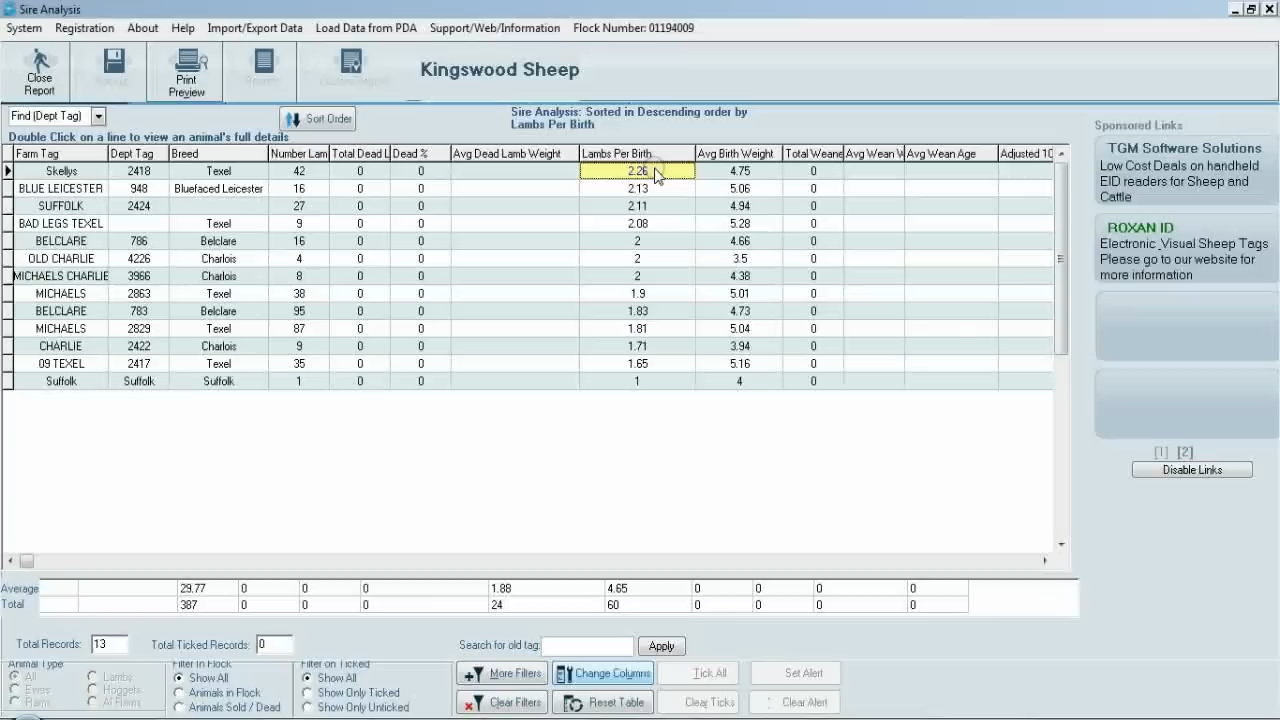 Sire Analysis
System Registration About Help Import/Export Data Load Data from PDA Support/Web/Information Flock Number: 01194009
Close Report
Print Preview
Kingswood Sheep
Find (Dept Tag) Sort Order
Sire Analysis: Sorted in Descending order by
Lambs Per Birth
Double Click on a line to view an animal's full details
Farm Tag Dept Tag Breed Number Lam Total Dead L Dead % Avg Dead Lamb Weight Lambs Per Birth Avg Birth Weight Total Weane Avg Wean W Avg Wean Age Adjusted 10
Skellys 2418 Texel 42 0 0 2.26 4.75 0
BLUE LEICESTER 948 Bluefaced Leicester 16 0 0 2.13 5.06 0
SUFFOLK 2424 27 0 0 2.11 4.94 0
BAD LEGS TEXEL Texel 9 0 0 2.08 5.28 0
BELCLARE 786 Belclare 16 0 0 2 4.66 0
OLD CHARLIE 4226 Charlois 4 0 0 2 3.5 0
MICHAELS CHARLIE 3966 Charlois 8 0 0 2 4.38 0
MICHAELS 2863 Texel 38 0 0 1.9 5.01 0
BELCLARE 783 Belclare 95 0 0 1.83 4.73 0
MICHAELS 2829 Texel 87 0 0 1.81 5.04 0
CHARLIE 2422 Charlois 9 0 0 1.71 3.94 0
09 TEXEL 2417 Texel 35 0 0 1.65 5.16 0
Suffolk Suffolk Suffolk 1 0 0 1 4 0
Sponsored Links
TGM Software Solutions
Low Cost Deals on handheld
EID readers for Sheep and
Cattle
ROXAN ID
Electronic ,Visual Sheep Tags
Please go to our website for
more information
[1] [2]
Disable Links
Average 29.77 0 0 0 1.88 4.65 0 0 0 0
Total 387 0 0 0 24 60 0 0 0 0
Total Records: 13 Total Ticked Records: 0 Search for old tag: Apply
Animal Type Filter In Flock Filter on Ticked
All Lambs Show All Show All More Filters Change Columns Tick All Set Alert
Ewes Hoggets Animals in Flock Show Only Ticked
Rams AI Rams Animals Sold / Dead Show Only Unticked Clear Filters Reset Table Clear Ticks Clear Alert